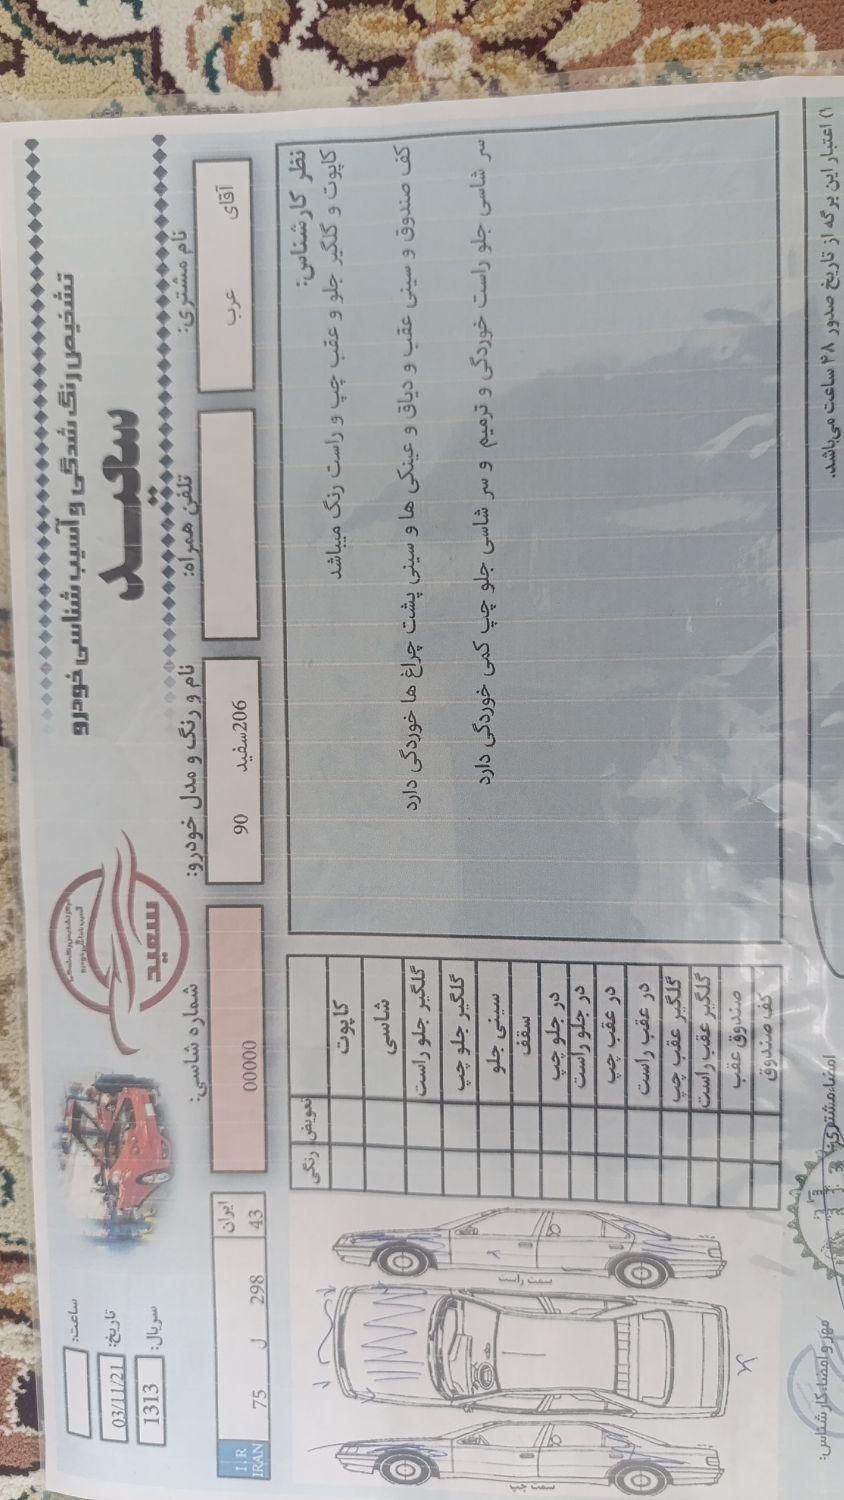 تشخیص رنگ شدگی و آسیب شناسی خودرو
سعید
سعید
ساعت:
تاریخ: 03/11/21
سریال: 1313
نام مشتری:
آقای عرب
تلفن همراه:
نام و رنگ و مدل خودرو:
206سفید 90
شماره شاسی:
00000
I.R
IRAN
75 ل 298
ایران
43
نظر کارشناس:
کاپوت و گلگیر جلو و عقب چپ و راست رنگ میباشد
کف صندوق و سینی عقب و دیاق و عینکی ها و سینی پشت چراغ ها خوردگی دارد
سر شاسی جلو راست خوردگی و ترمیم و سر شاسی جلو چپ کمی خوردگی دارد
تعویض رنگی
کاپوت
شاسی
گلگیر جلو راست
گلگیر جلو چپ
سینی جلو
سقف
در جلو چپ
در جلو راست
در عقب چپ
در عقب راست
گلگیر عقب چپ
گلگیر عقب راست
صندوق عقب
کف صندوق
۱) اعتبار این برگه از تاریخ صدور ۴۸ ساعت می‌باشد.
امضاء مشتری:
مهر و امضاء کارشناس: